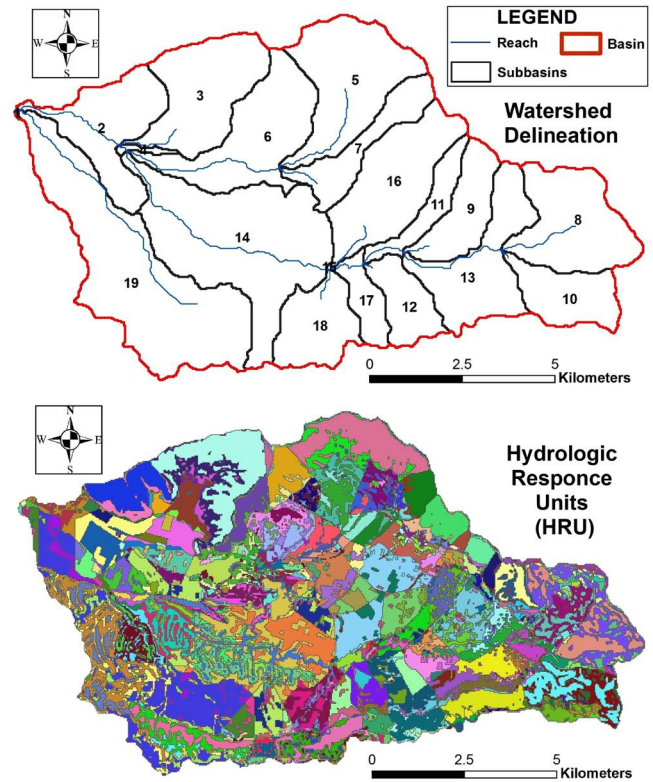 N
W E
S
LEGEND
Reach
Basin
Subbasins
Watershed
Delineation
5
3
2
4
6
7
16
11
9
8
14
15
13
19
17
12
10
18
0 2.5 5
Kilometers
N
W E
S
Hydrologic
Responce
Units
(HRU)
0 2.5 5
Kilometers